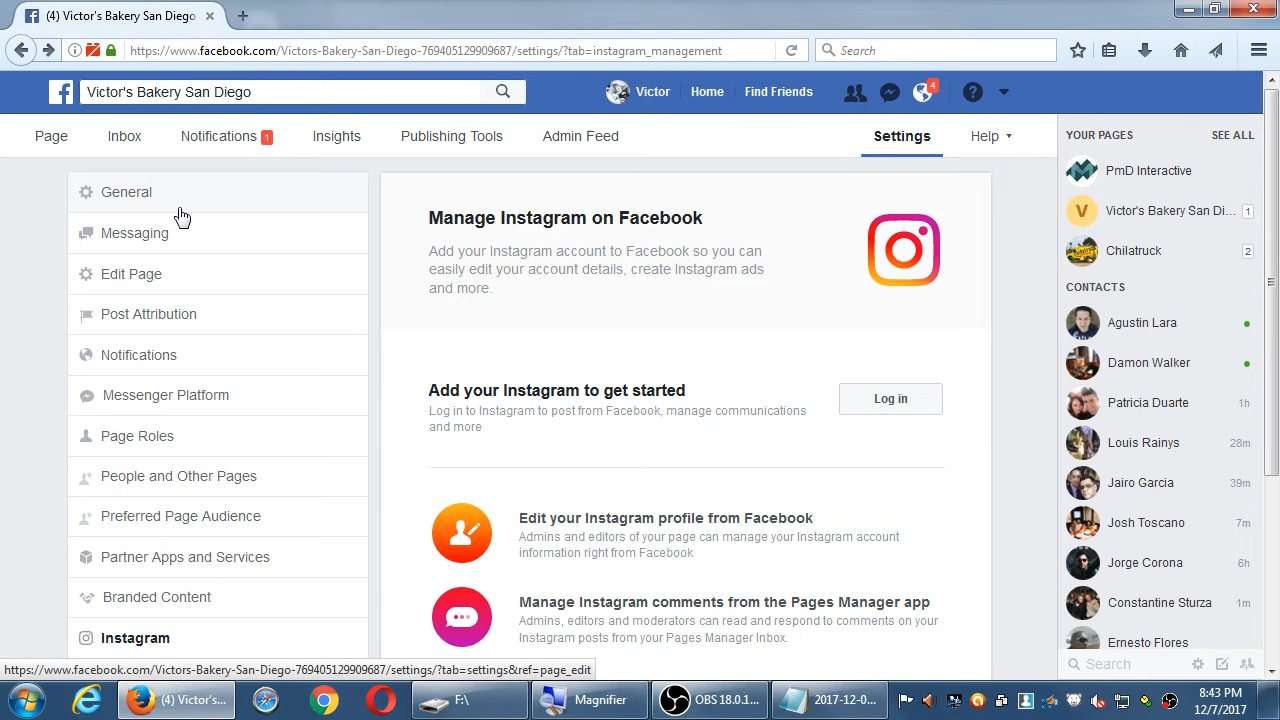 (4) Victor's Bakery San Diego
https://www.facebook.com/Victors-Bakery-San-Diego-769405129909687/settings/?tab=instagram_management
Search
Victor's Bakery San Diego
Victor
Home
Find Friends
4
Page
Inbox
Notifications 1
Insights
Publishing Tools
Admin Feed
Settings
Help
General
Messaging
Edit Page
Post Attribution
Notifications
Messenger Platform
Page Roles
People and Other Pages
Preferred Page Audience
Partner Apps and Services
Branded Content
Instagram
Manage Instagram on Facebook
Add your Instagram account to Facebook so you can
easily edit your account details, create Instagram ads
and more.
Add your Instagram to get started
Log in to Instagram to post from Facebook, manage communications
and more
Log in
Edit your Instagram profile from Facebook
Admins and editors of your page can manage your Instagram account
information right from Facebook
Manage Instagram comments from the Pages Manager app
Admins, editors and moderators can read and respond to comments on your
Instagram posts from your Pages Manager Inbox.
YOUR PAGES
SEE ALL
PmD Interactive
V
Victor's Bakery San Di... 1
Chilatruck 2
CONTACTS
Agustin Lara
Damon Walker
Patricia Duarte 1h
Louis Rainys 28m
Jairo Garcia 39m
Josh Toscano 7m
Jorge Corona 6h
Constantino Sturza 1m
Ernesto Flores
Search
https://www.facebook.com/Victors-Bakery-San-Diego-769405129909687/settings/?tab=settings&ref=page_edit
(4) Victor's...
F:\
Magnifier
OBS 18.0.1...
2017-12-0...
8:43 PM
12/7/2017